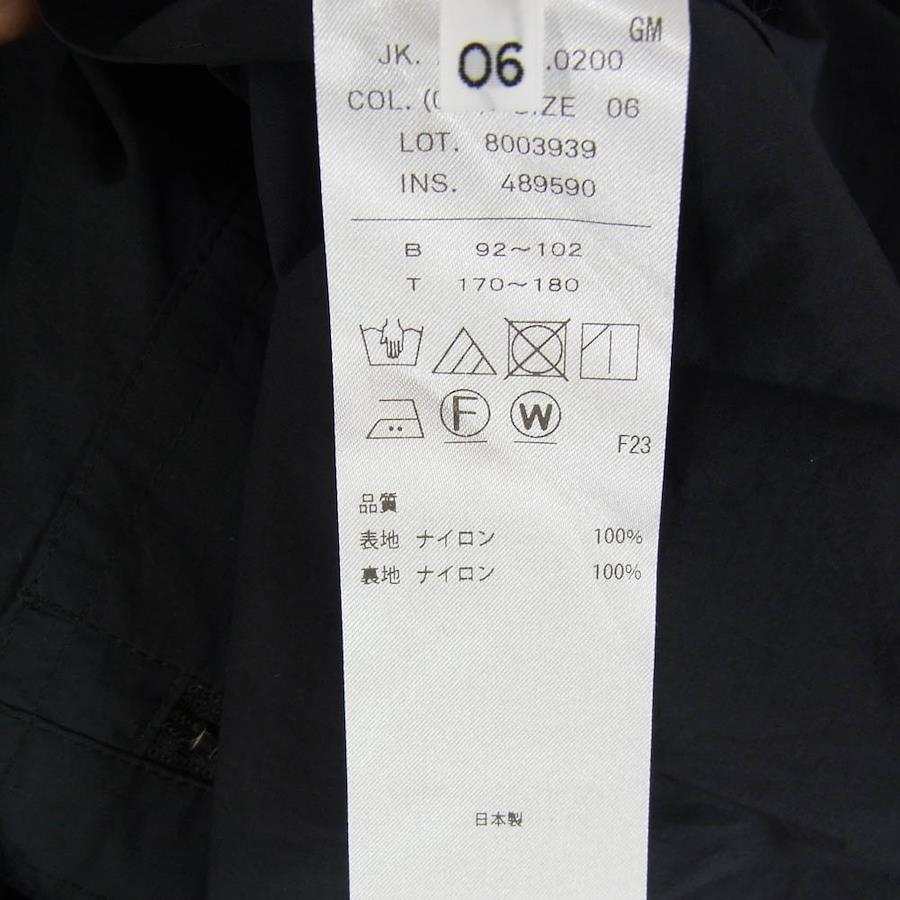 GM
06
JK. .0200
COL. SIZE 06
LOT. 8003939
INS. 489590
B 92～102
T 170～180
F W
F23
品質
表地 ナイロン 100%
裏地 ナイロン 100%
日本製